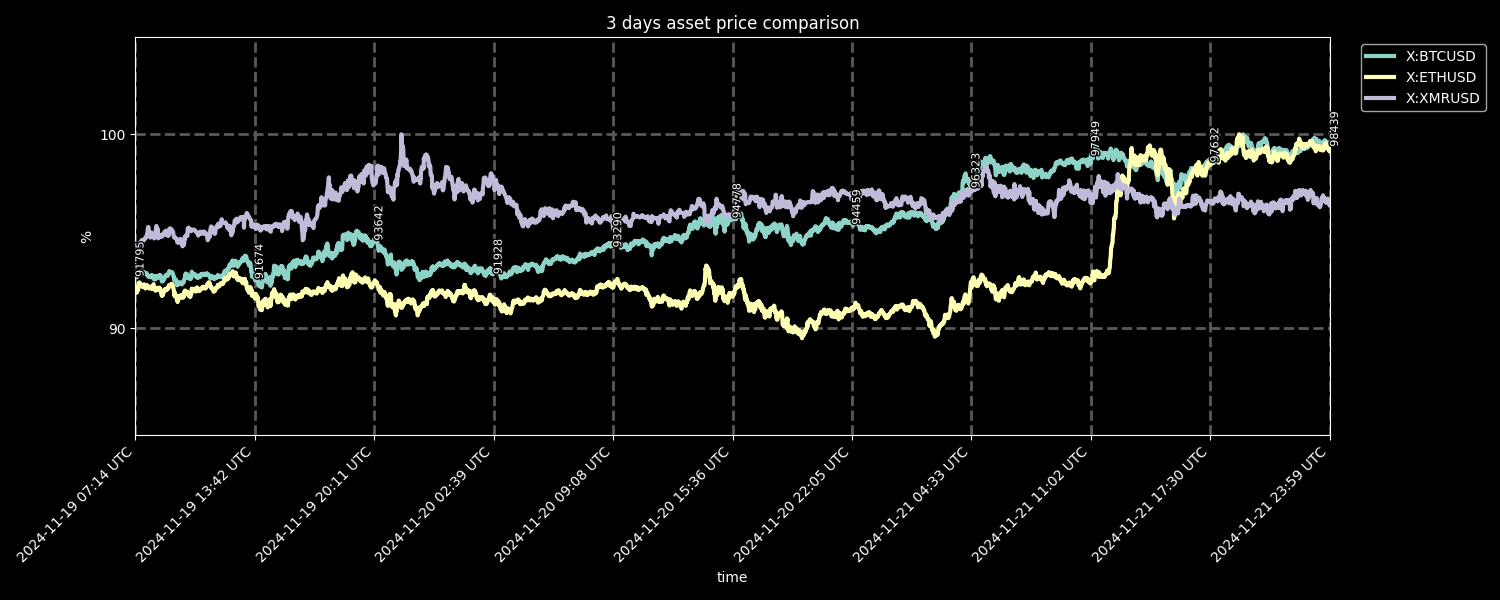 3 days asset price comparison
X:BTCUSD
X:ETHUSD
X:XMRUSD
100
90
%
91795
91674
93642
91928
93290
94778
94459
96323
97949
97632
98439
2024-11-19 07:14 UTC
2024-11-19 13:42 UTC
2024-11-19 20:11 UTC
2024-11-20 02:39 UTC
2024-11-20 09:08 UTC
2024-11-20 15:36 UTC
2024-11-20 22:05 UTC
2024-11-21 04:33 UTC
2024-11-21 11:02 UTC
2024-11-21 17:30 UTC
2024-11-21 23:59 UTC
time